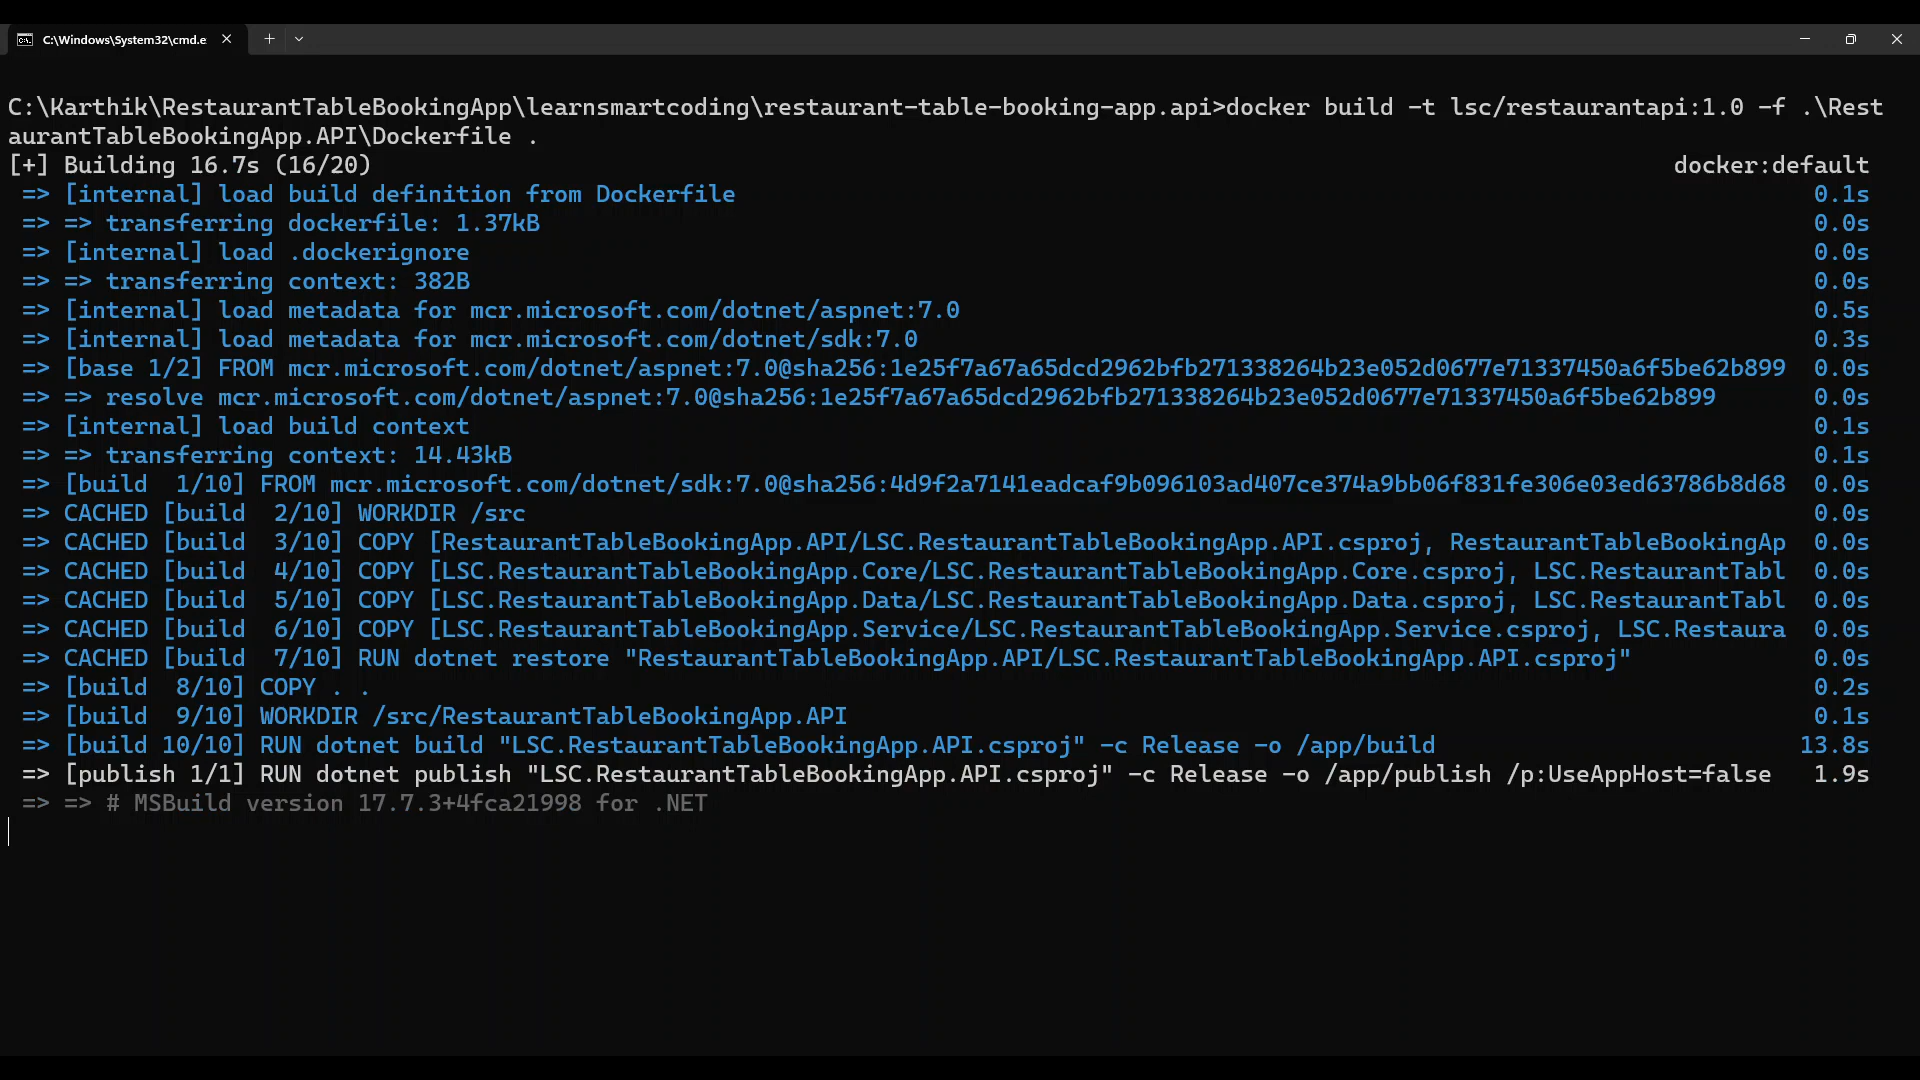 C:\Windows\System32\cmd.e
C:\Karthik\RestaurantTableBookingApp\learnsmartcoding\restaurant-table-booking-app.api>docker build -t lsc/restaurantapi:1.0 -f .\Rest
aurantTableBookingApp.API\Dockerfile .
[+] Building 16.7s (16/20) docker:default
=> [internal] load build definition from Dockerfile 0.1s
=> => transferring dockerfile: 1.37kB 0.0s
=> [internal] load .dockerignore 0.0s
=> => transferring context: 382B 0.0s
=> [internal] load metadata for mcr.microsoft.com/dotnet/aspnet:7.0 0.5s
=> [internal] load metadata for mcr.microsoft.com/dotnet/sdk:7.0 0.3s
=> [base 1/2] FROM mcr.microsoft.com/dotnet/aspnet:7.0@sha256:1e25f7a67a65dcd2962bfb271338264b23e052d0677e71337450a6f5be62b899 0.0s
=> => resolve mcr.microsoft.com/dotnet/aspnet:7.0@sha256:1e25f7a67a65dcd2962bfb271338264b23e052d0677e71337450a6f5be62b899 0.0s
=> [internal] load build context 0.1s
=> => transferring context: 14.43kB 0.1s
=> [build  1/10] FROM mcr.microsoft.com/dotnet/sdk:7.0@sha256:4d9f2a7141eadcaf9b096103ad407ce374a9bb06f831fe306e03ed63786b8d68 0.0s
=> CACHED [build  2/10] WORKDIR /src 0.0s
=> CACHED [build  3/10] COPY [RestaurantTableBookingApp.API/LSC.RestaurantTableBookingApp.API.csproj, RestaurantTableBookingAp 0.0s
=> CACHED [build  4/10] COPY [LSC.RestaurantTableBookingApp.Core/LSC.RestaurantTableBookingApp.Core.csproj, LSC.RestaurantTabl 0.0s
=> CACHED [build  5/10] COPY [LSC.RestaurantTableBookingApp.Data/LSC.RestaurantTableBookingApp.Data.csproj, LSC.RestaurantTabl 0.0s
=> CACHED [build  6/10] COPY [LSC.RestaurantTableBookingApp.Service/LSC.RestaurantTableBookingApp.Service.csproj, LSC.Restaura 0.0s
=> CACHED [build  7/10] RUN dotnet restore "RestaurantTableBookingApp.API/LSC.RestaurantTableBookingApp.API.csproj" 0.0s
=> [build  8/10] COPY . . 0.2s
=> [build  9/10] WORKDIR /src/RestaurantTableBookingApp.API 0.1s
=> [build 10/10] RUN dotnet build "LSC.RestaurantTableBookingApp.API.csproj" -c Release -o /app/build 13.8s
=> [publish 1/1] RUN dotnet publish "LSC.RestaurantTableBookingApp.API.csproj" -c Release -o /app/publish /p:UseAppHost=false 1.9s
=> => # MSBuild version 17.7.3+4fca21998 for .NET